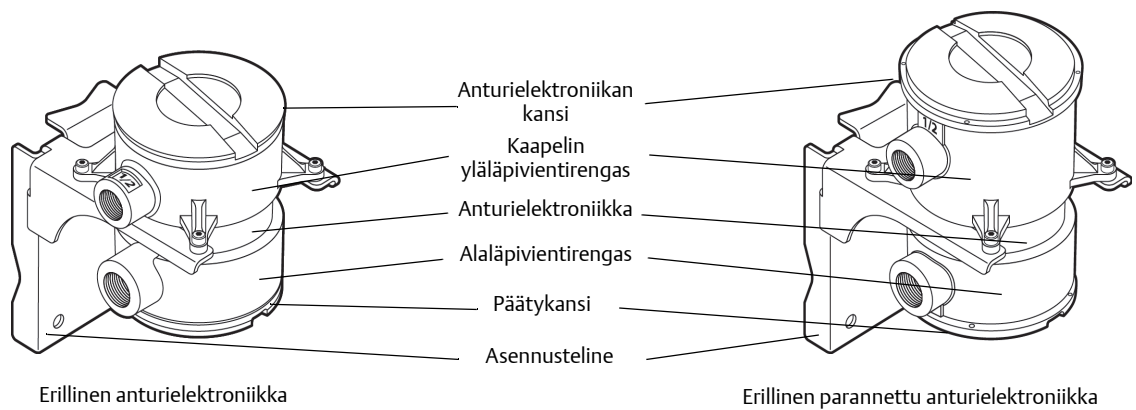 Anturielektroniikan
kansi
Kaapelin
yläläpivientirengas
Anturielektroniikka
Alaläpivientirengas
Päätykansi
Asennusteline
1/2
1/2
Erillinen anturielektroniikka
Erillinen parannettu anturielektroniikka